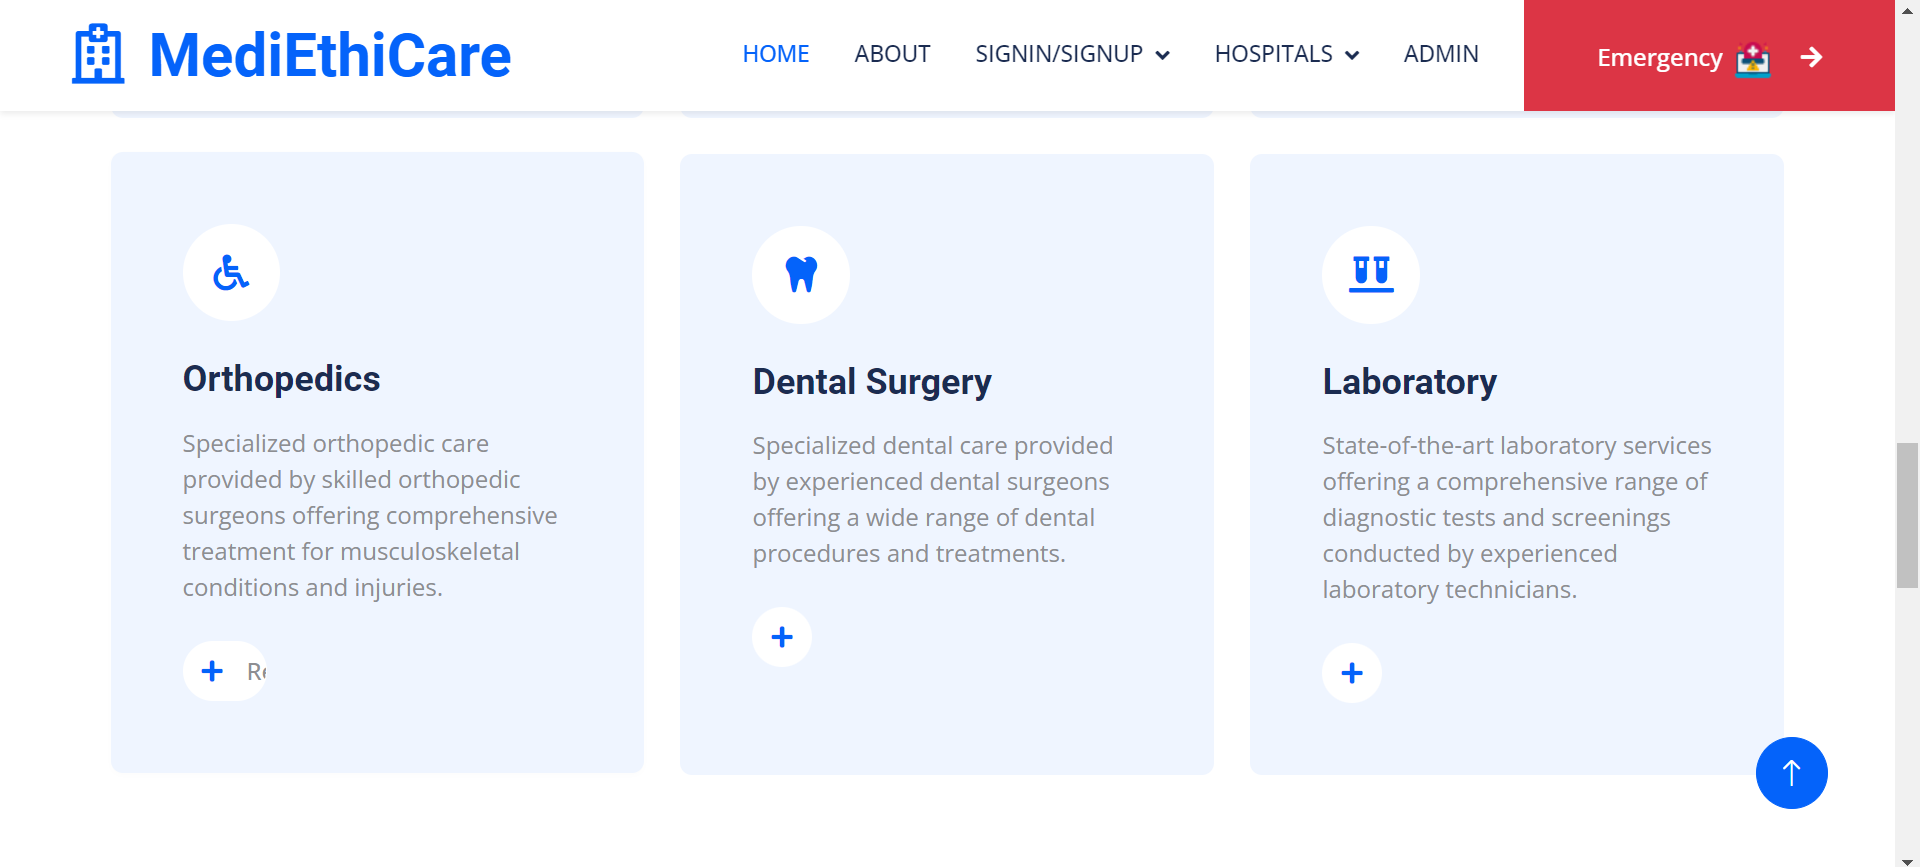 MediEthiCare
HOME ABOUT SIGNIN/SIGNUP HOSPITALS ADMIN Emergency
Orthopedics
Specialized orthopedic care
provided by skilled orthopedic
surgeons offering comprehensive
treatment for musculoskeletal
conditions and injuries.
Dental Surgery
Specialized dental care provided
by experienced dental surgeons
offering a wide range of dental
procedures and treatments.
Laboratory
State-of-the-art laboratory services
offering a comprehensive range of
diagnostic tests and screenings
conducted by experienced
laboratory technicians.